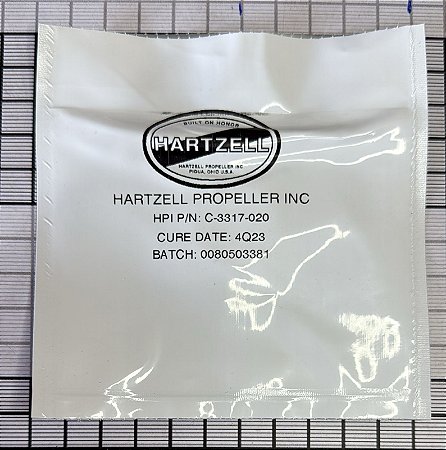 BUILT ON HONOR
HARTZELL
HARTZELL PROPELLER INC
PIQUA, OHIO U.S.A.
HARTZELL PROPELLER INC
HPI P/N: C-3317-020
CURE DATE: 4Q23
BATCH: 0080503381